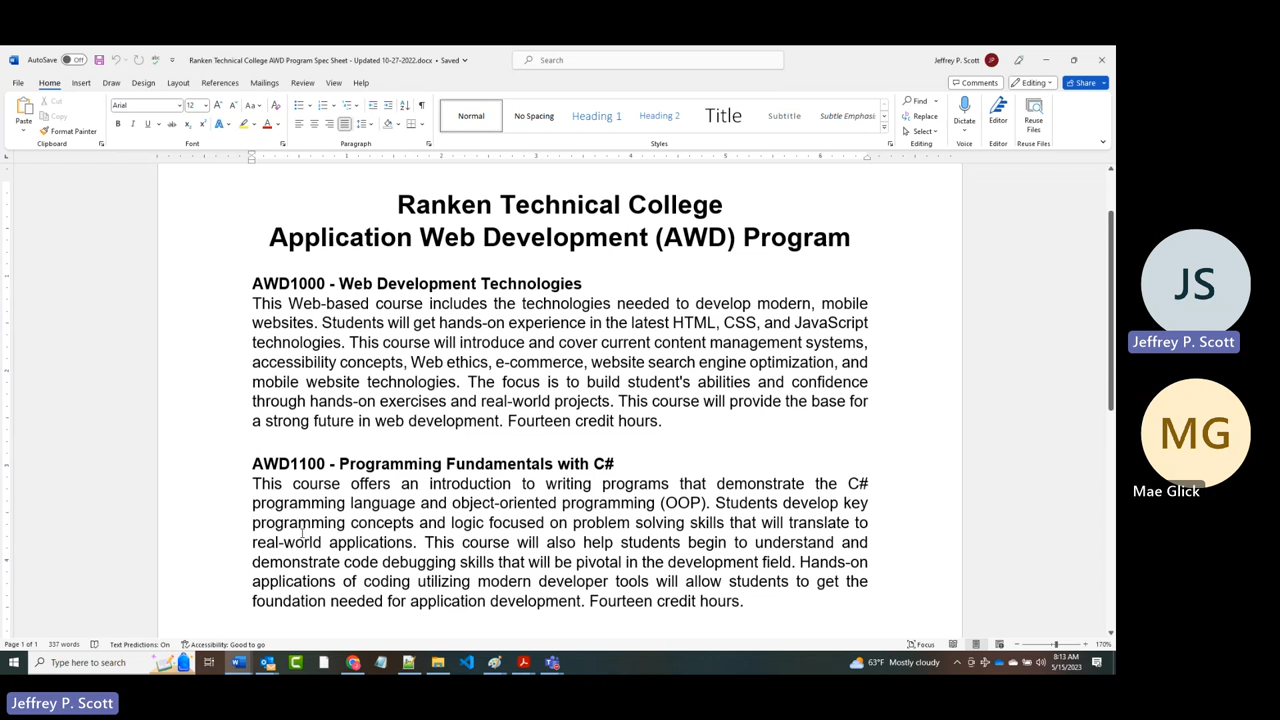 AutoSave Off Ranken Technical College AWD Program Spec Sheet - Updated 10-27-2022.docx • Saved Search Jeffrey P. Scott JP
File Home Insert Draw Design Layout References Mailings Review View Help Comments Editing Share
Paste Cut Copy Format Painter Arial 12 Normal No Spacing Heading 1 Heading 2 Title Subtitle Subtle Emphasis Find Replace Select Dictate Editor Reuse Files
Clipboard Font Paragraph Styles Editing Voice Editor Reuse Files
Ranken Technical College
Application Web Development (AWD) Program
AWD1000 - Web Development Technologies
This Web-based course includes the technologies needed to develop modern, mobile
websites. Students will get hands-on experience in the latest HTML, CSS, and JavaScript
technologies. This course will introduce and cover current content management systems,
accessibility concepts, Web ethics, e-commerce, website search engine optimization, and
mobile website technologies. The focus is to build student's abilities and confidence
through hands-on exercises and real-world projects. This course will provide the base for
a strong future in web development. Fourteen credit hours.
AWD1100 - Programming Fundamentals with C#
This course offers an introduction to writing programs that demonstrate the C#
programming language and object-oriented programming (OOP). Students develop key
programming concepts and logic focused on problem solving skills that will translate to
real-world applications. This course will also help students begin to understand and
demonstrate code debugging skills that will be pivotal in the development field. Hands-on
applications of coding utilizing modern developer tools will allow students to get the
foundation needed for application development. Fourteen credit hours.
Page 1 of 1 337 words Text Predictions: On Accessibility: Good to go Focus 170%
Type here to search 63°F Mostly cloudy 8:13 AM
5/15/2023
JS
Jeffrey P. Scott
MG
Mae Glick
Jeffrey P. Scott